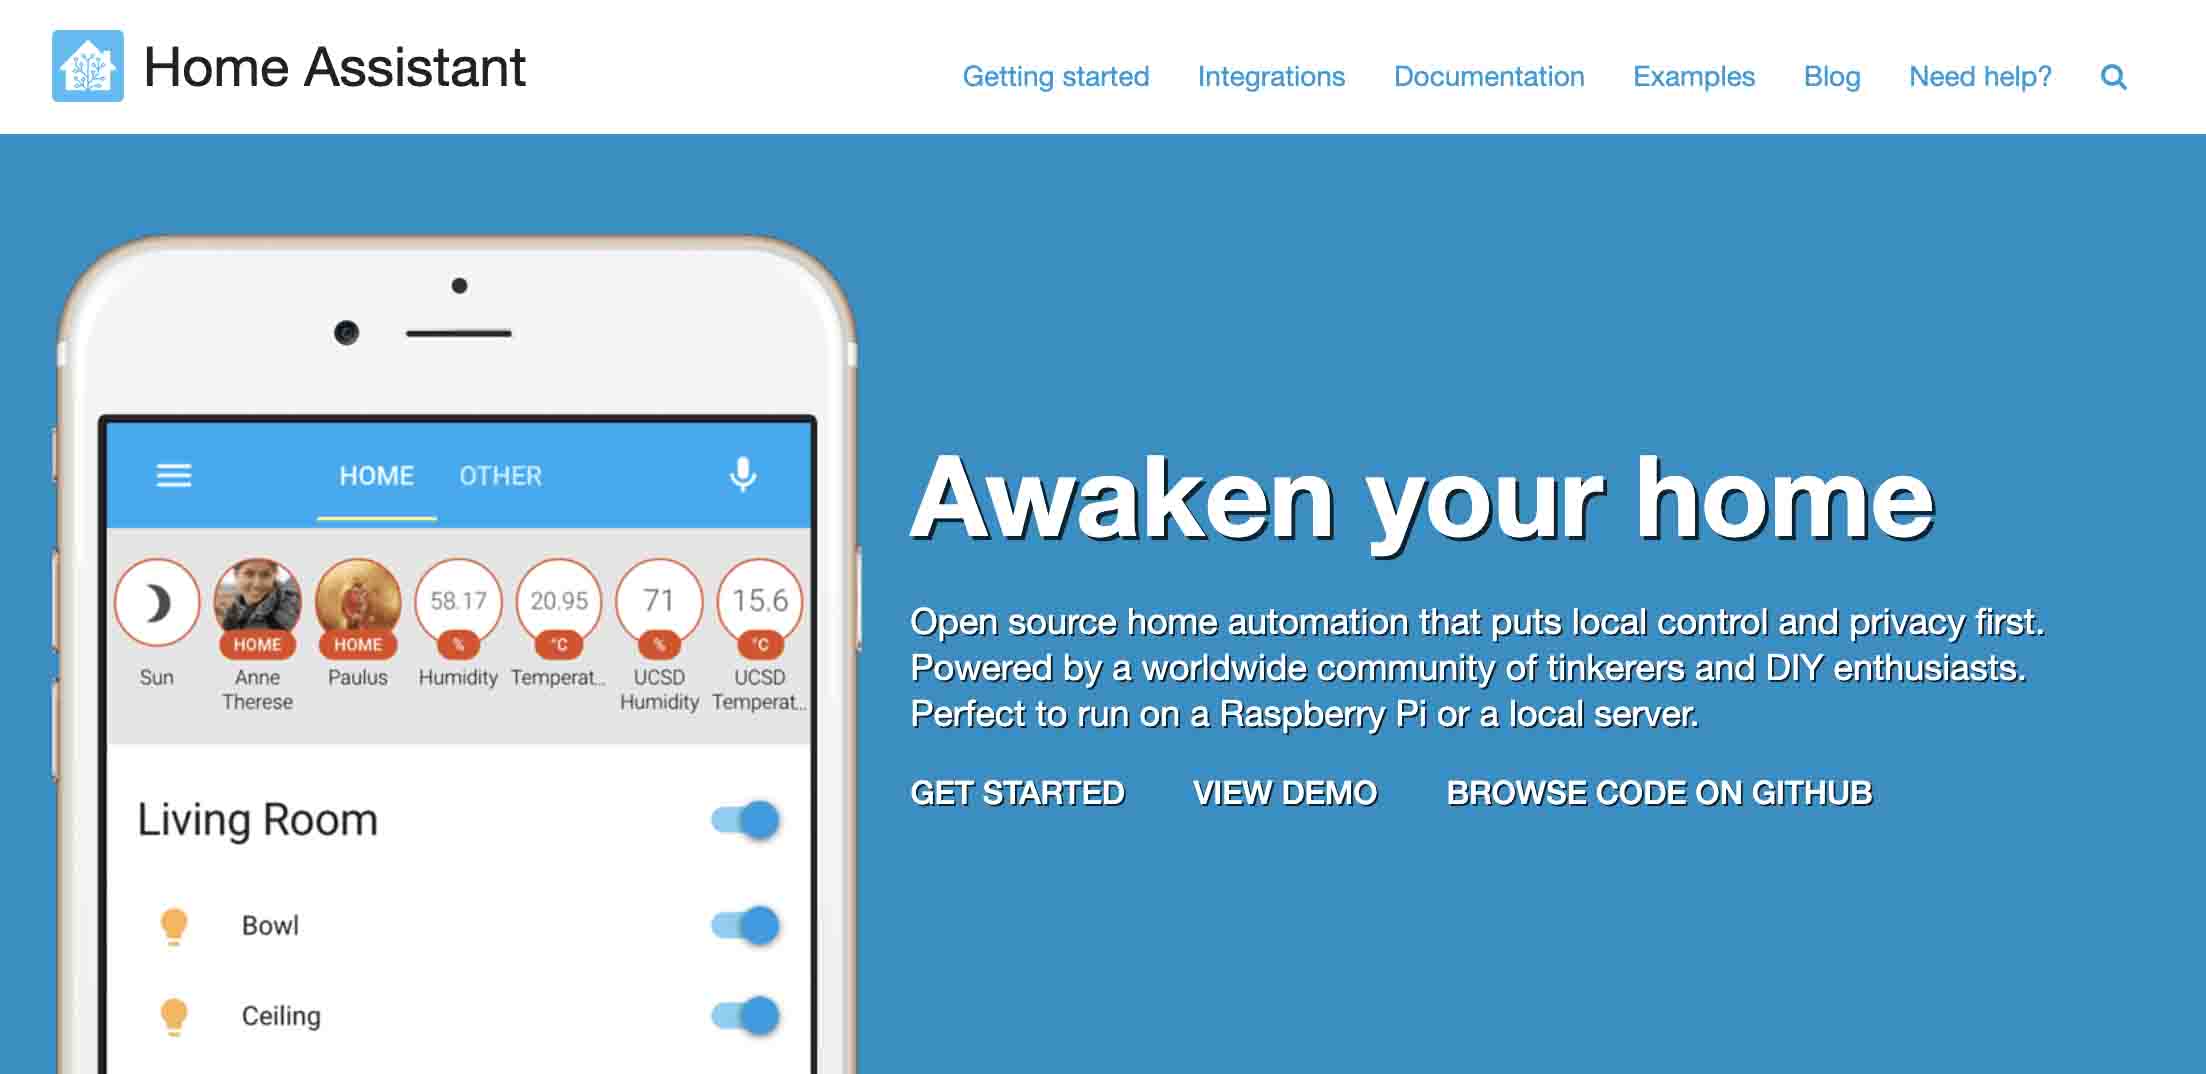 Home Assistant
Getting started Integrations Documentation Examples Blog Need help?
HOME OTHER
58.17 20.95 71 15.6
HOME HOME % °C % °C
Sun Anne Therese Paulus Humidity Temperat... UCSD Humidity UCSD Temperat...
Living Room
Bowl
Ceiling
Awaken your home
Open source home automation that puts local control and privacy first.
Powered by a worldwide community of tinkerers and DIY enthusiasts.
Perfect to run on a Raspberry Pi or a local server.
GET STARTED VIEW DEMO BROWSE CODE ON GITHUB